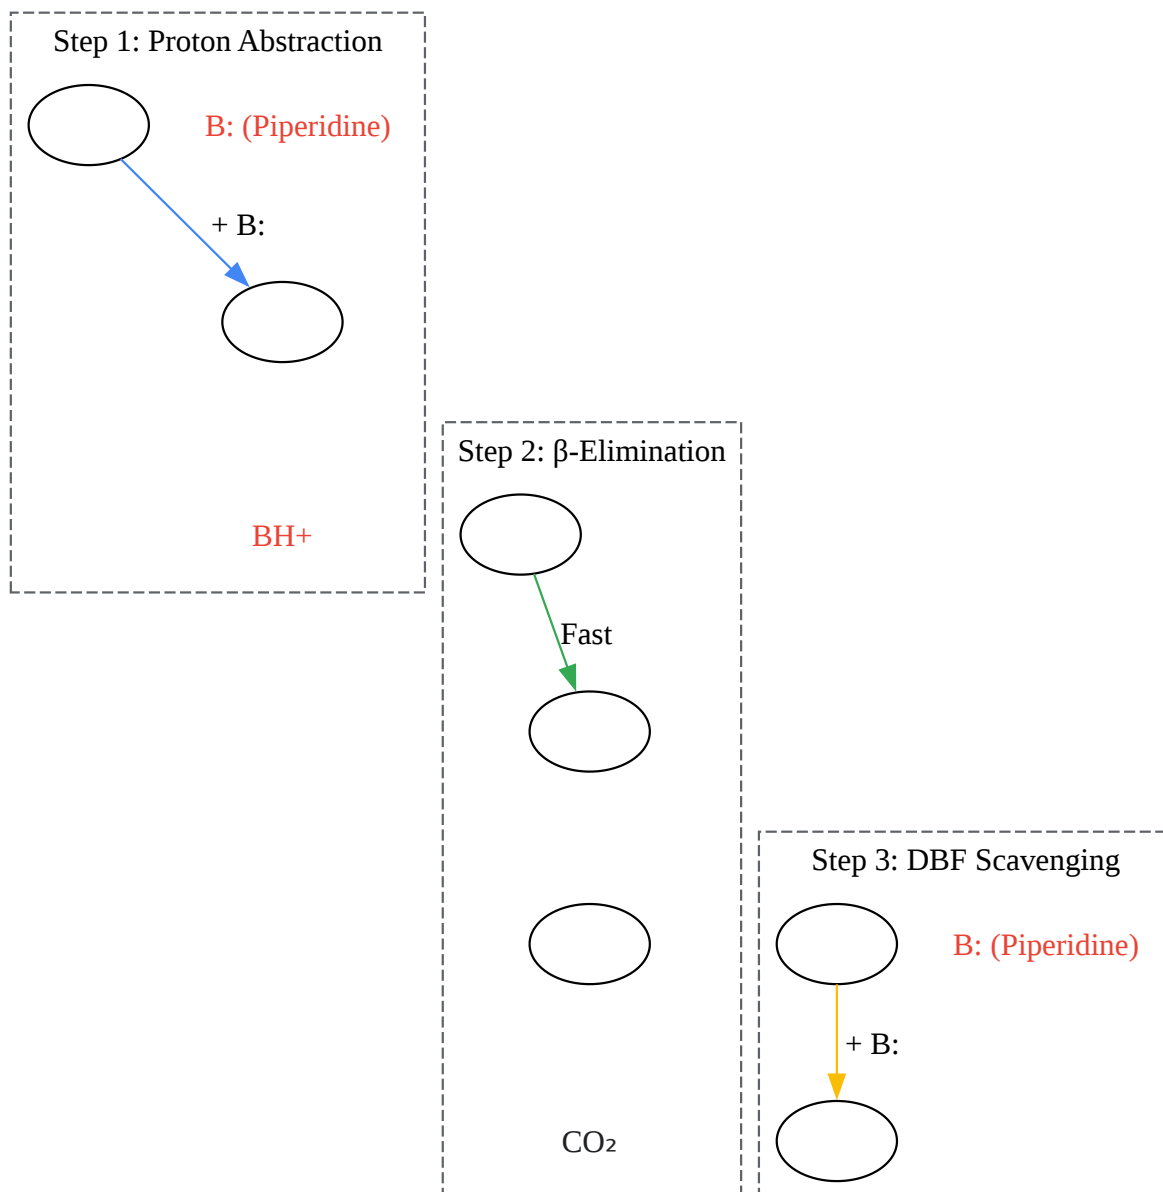 Step 1: Proton Abstraction
B: (Piperidine)
+ B:
BH+
Step 2: β-Elimination
Fast
CO₂
Step 3: DBF Scavenging
B: (Piperidine)
+ B: